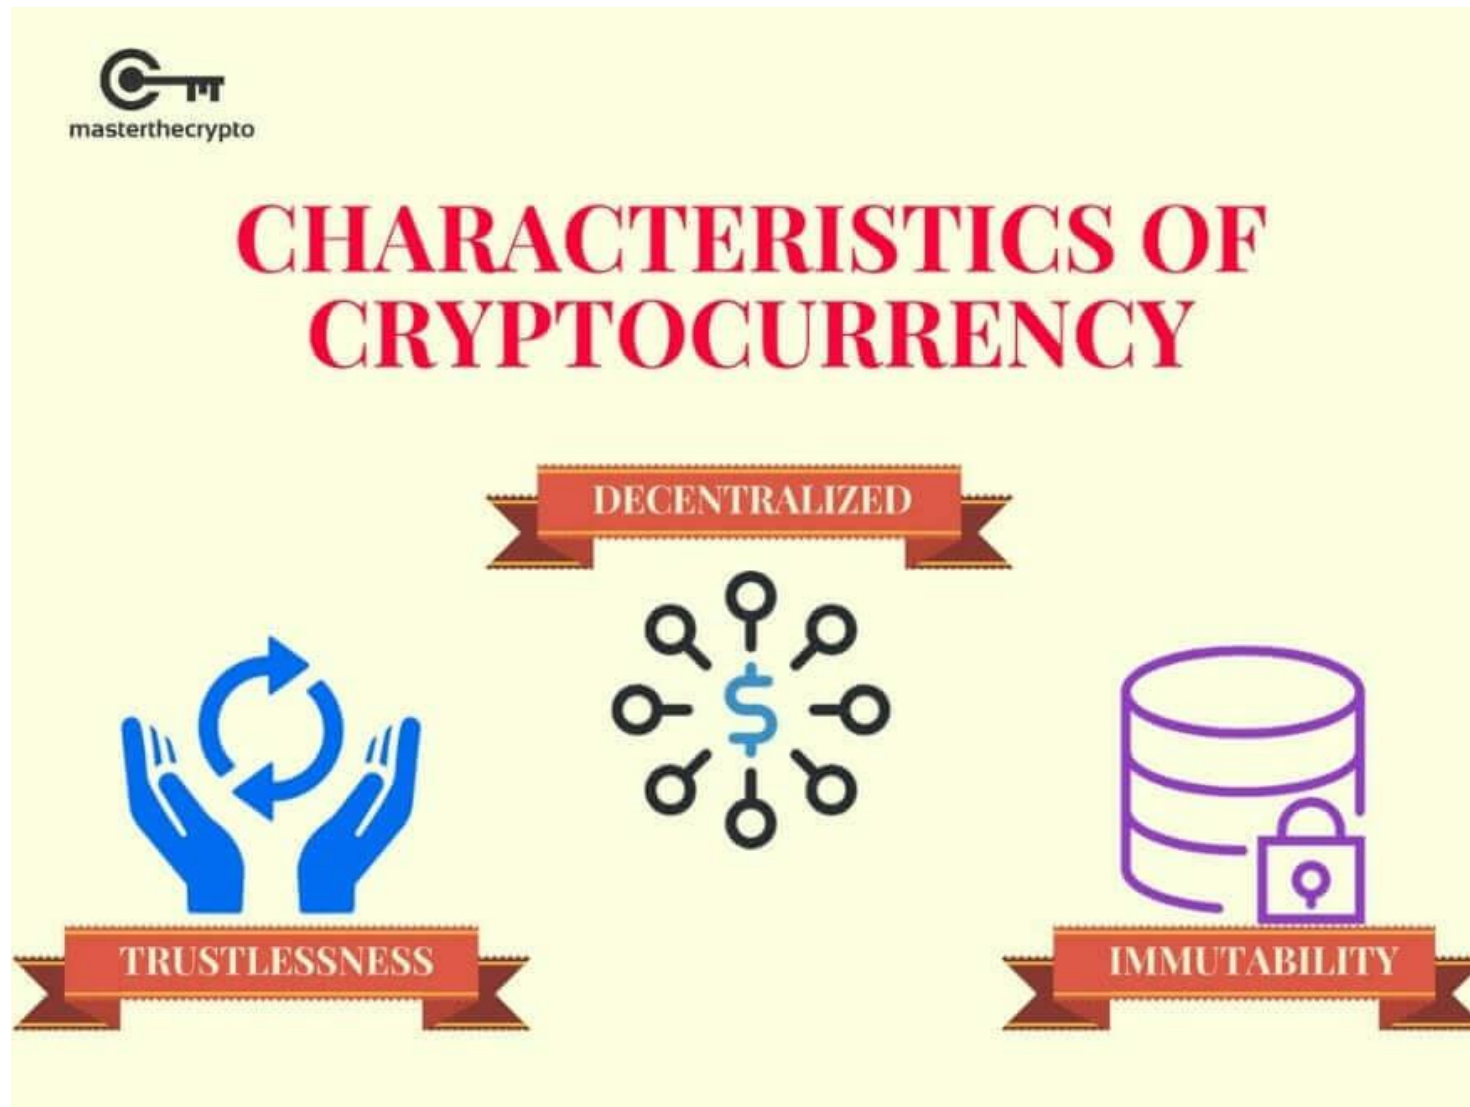 masterthecrypto
CHARACTERISTICS OF
CRYPTOCURRENCY
DECENTRALIZED
$
TRUSTLESSNESS
IMMUTABILITY